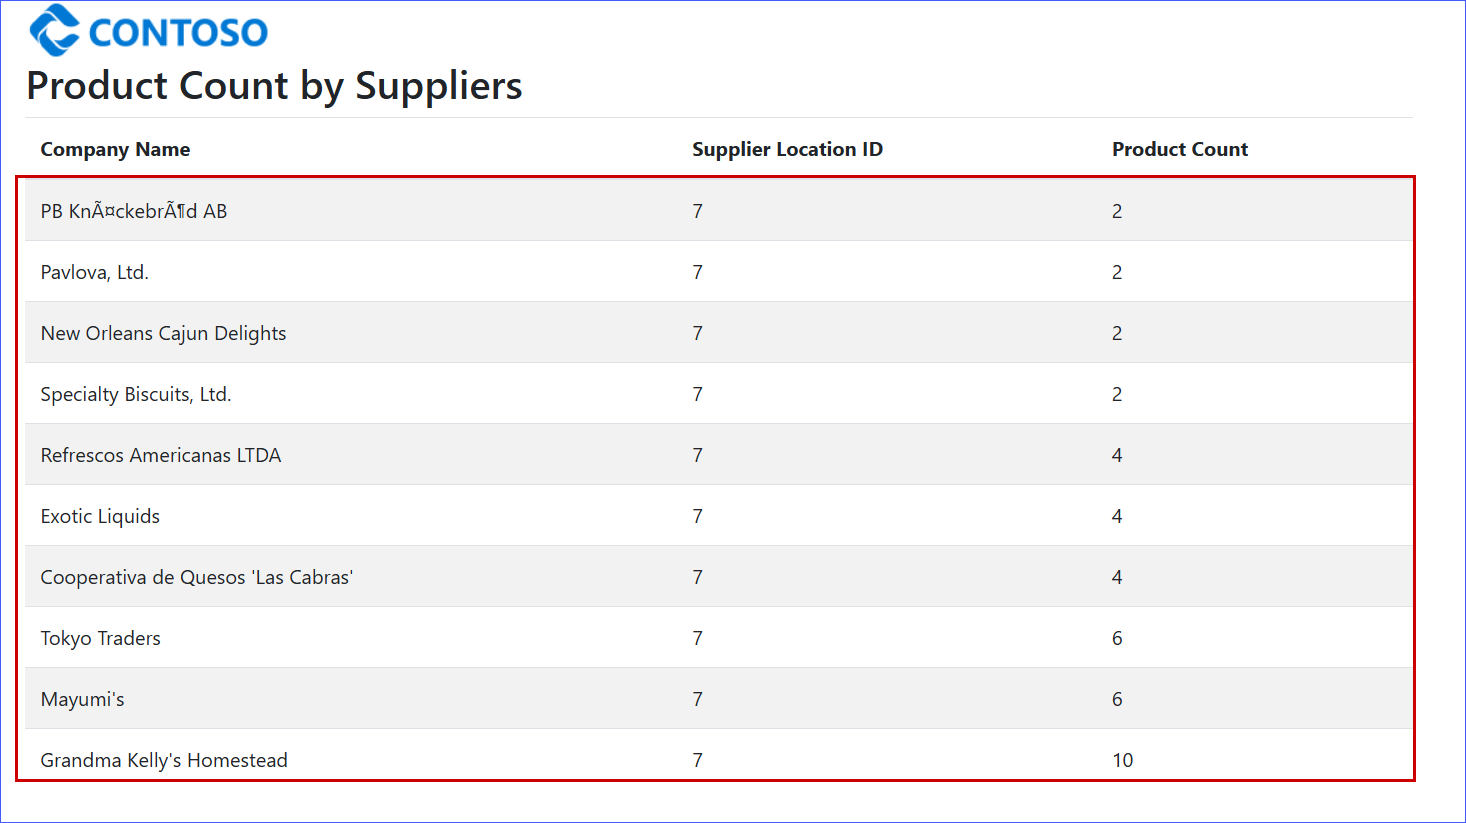 CONTOSO
Product Count by Suppliers
Company Name Supplier Location ID Product Count
PB KnÃ¤ckebrÃ¶d AB 7 2
Pavlova, Ltd. 7 2
New Orleans Cajun Delights 7 2
Specialty Biscuits, Ltd. 7 2
Refrescos Americanas LTDA 7 4
Exotic Liquids 7 4
Cooperativa de Quesos 'Las Cabras' 7 4
Tokyo Traders 7 6
Mayumi's 7 6
Grandma Kelly's Homestead 7 10